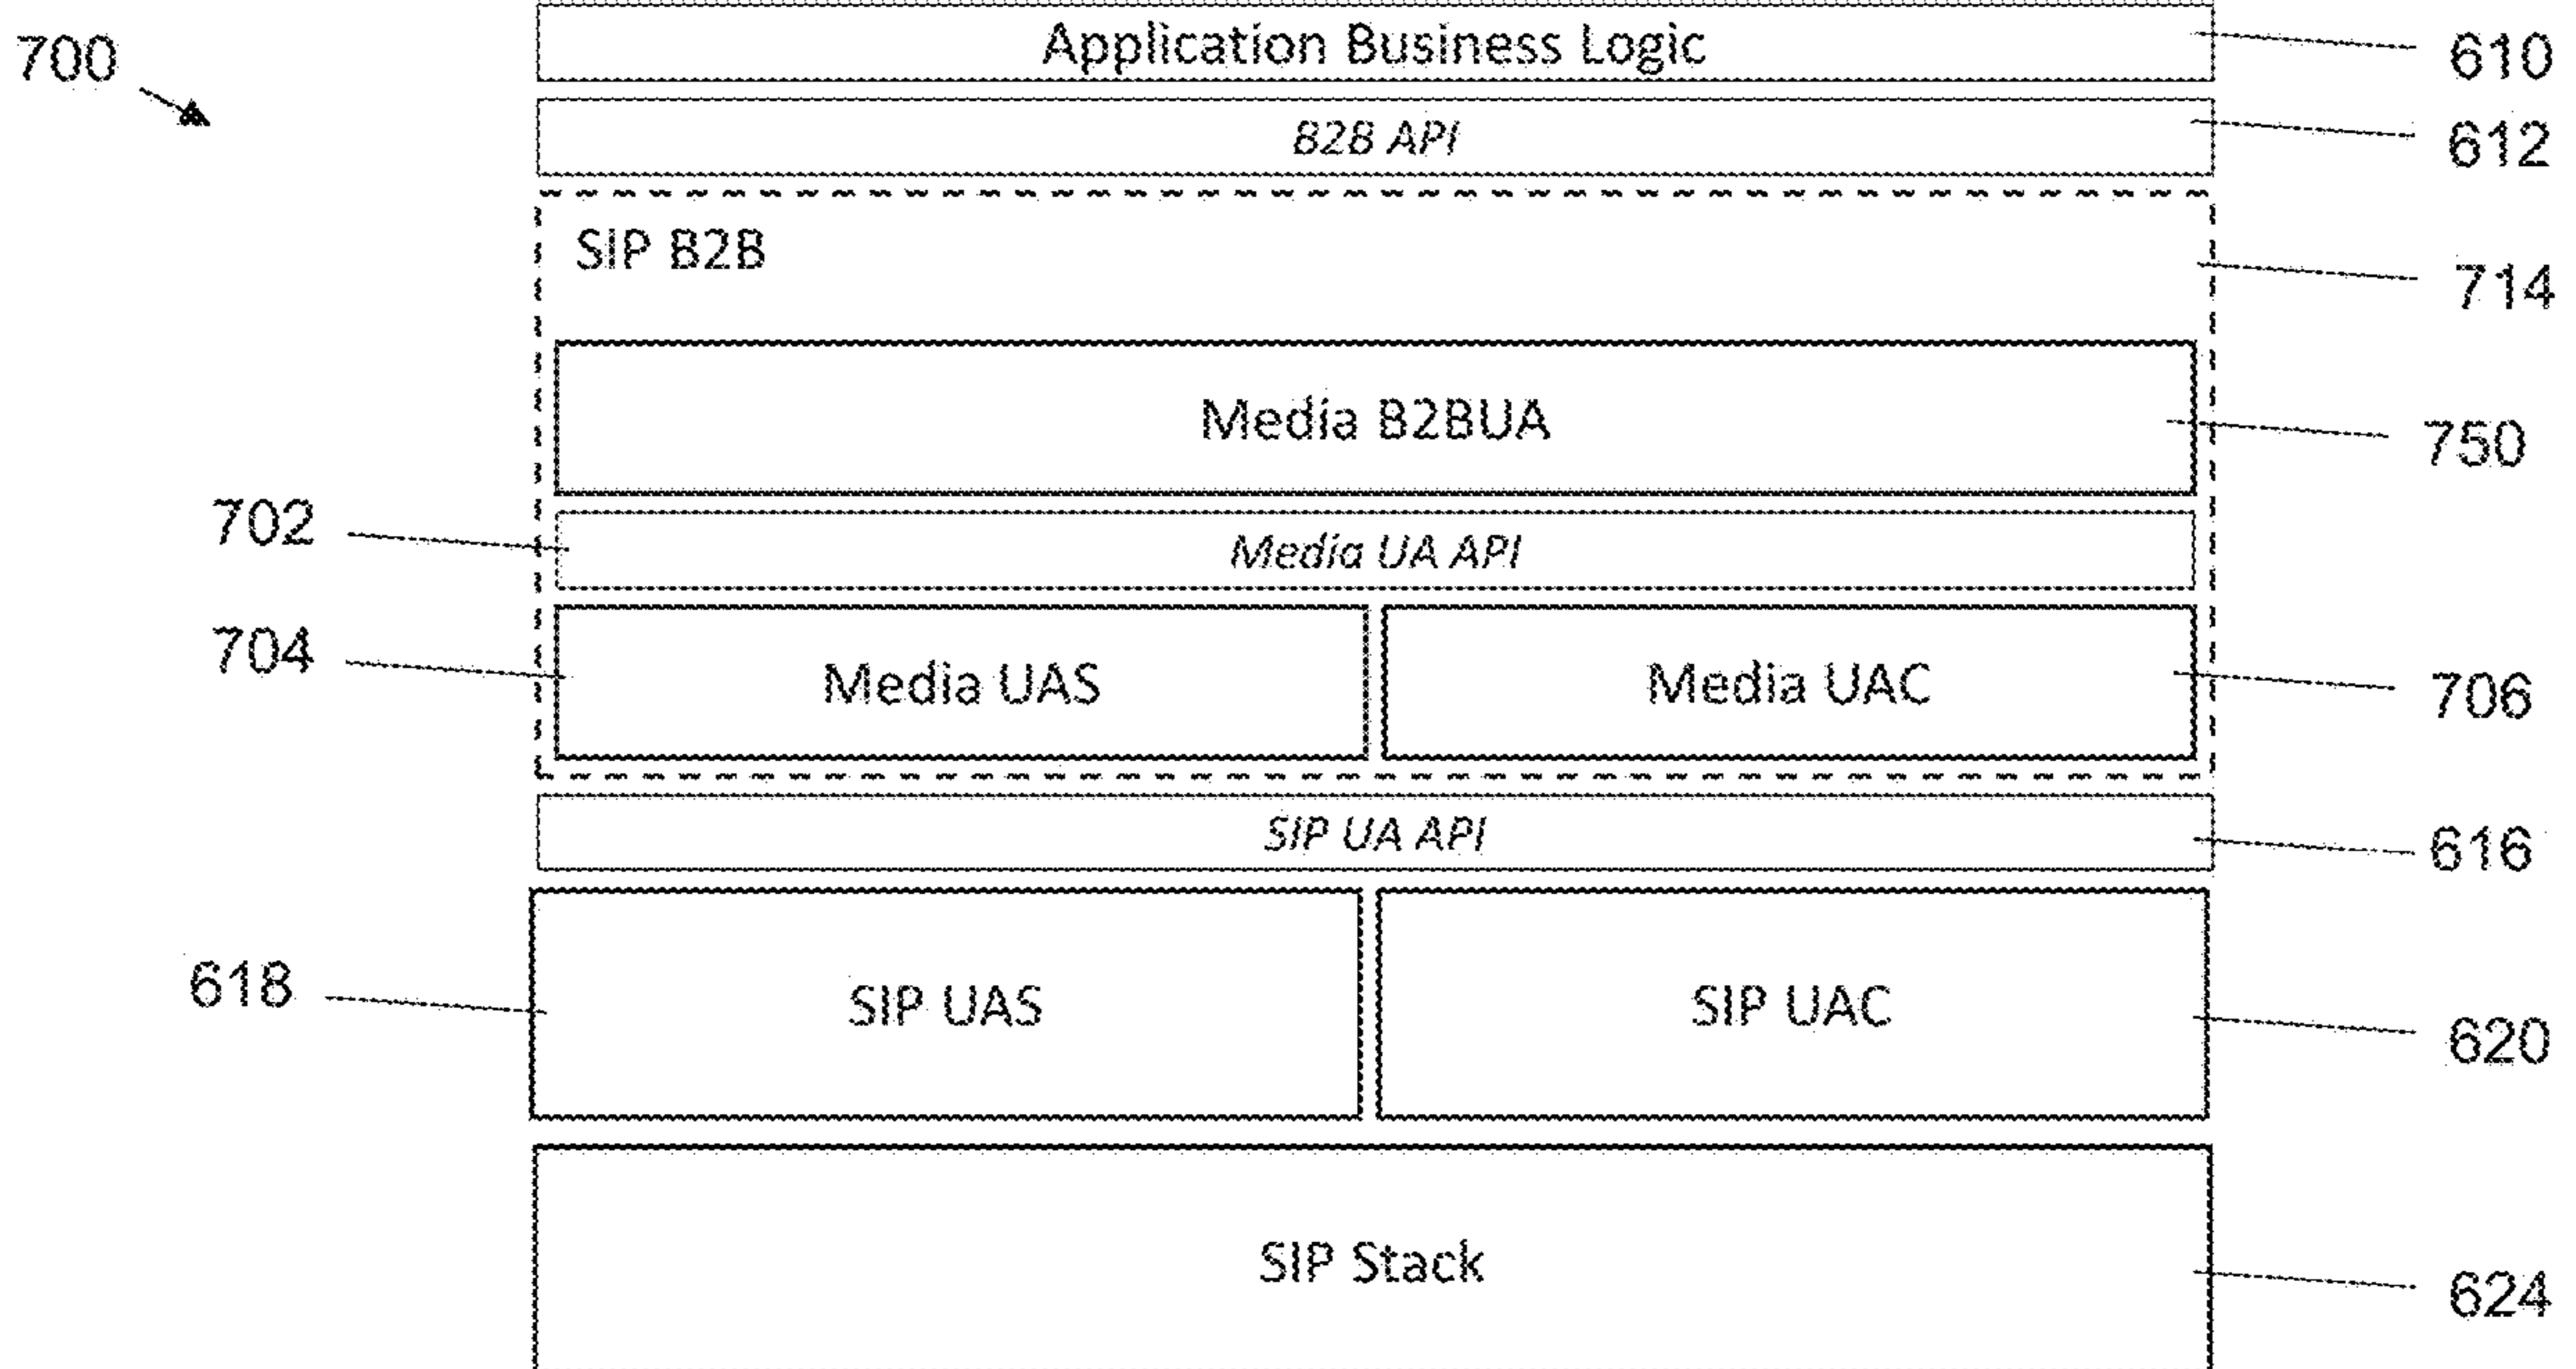 700
Application Business Logic
610
B2B API
612
SIP B2B
714
Media B2BUA
750
702
Media UA API
704
Media UAS
Media UAC
706
SIP UA API
616
618
SIP UAS
SIP UAC
620
SIP Stack
624